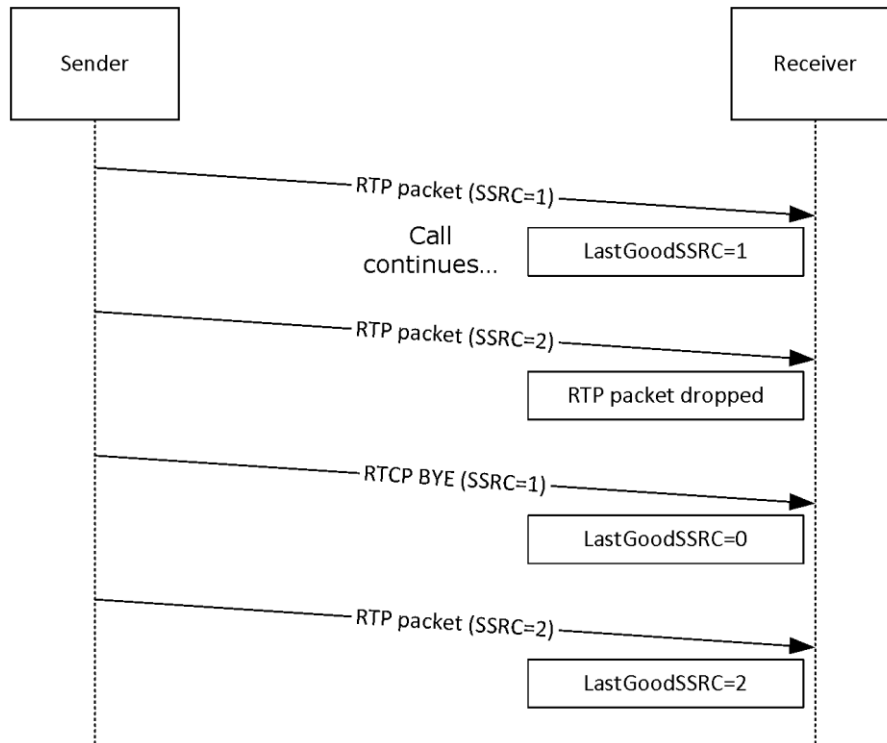 Sender
Receiver
RTP packet (SSRC=1)
Call
continues...
LastGoodSSRC=1
RTP packet (SSRC=2)
RTP packet dropped
RTCP BYE (SSRC=1)
LastGoodSSRC=0
RTP packet (SSRC=2)
LastGoodSSRC=2